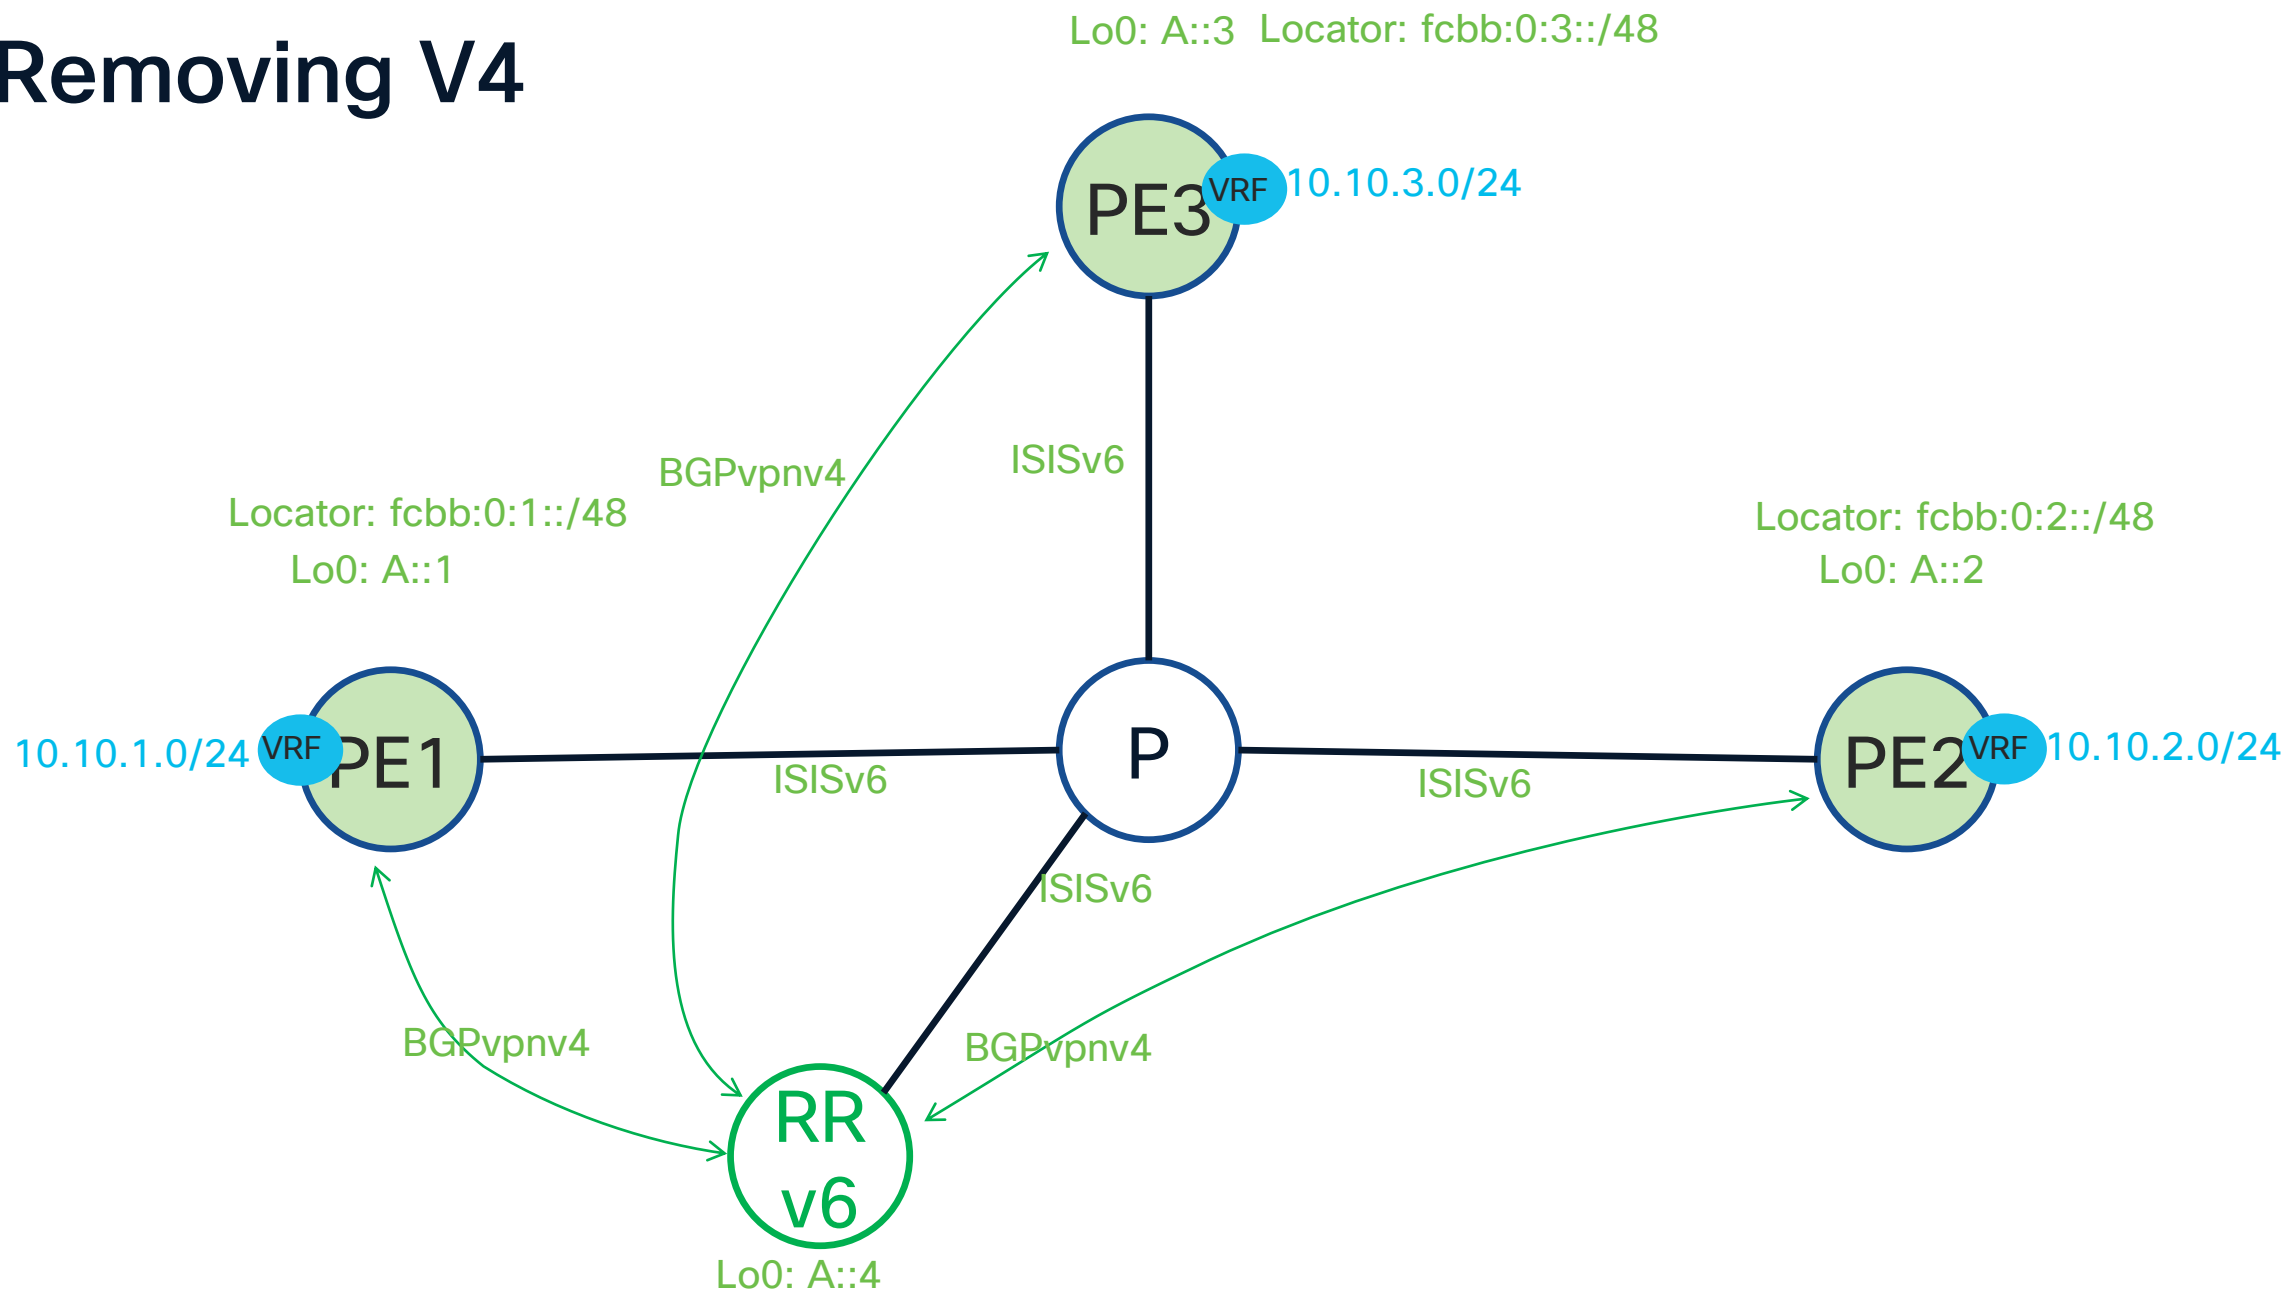 Removing V4
Lo0: A::3 Locator: fcbb:0:3::/48
PE3
VRF
10.10.3.0/24
BGPvpnv4
ISISv6
Locator: fcbb:0:1::/48
Lo0: A::1
Locator: fcbb:0:2::/48
Lo0: A::2
10.10.1.0/24
VRF
PE1
ISISv6
P
ISISv6
PE2
VRF
10.10.2.0/24
ISISv6
BGPvpnv4
BGPvpnv4
RR
v6
Lo0: A::4